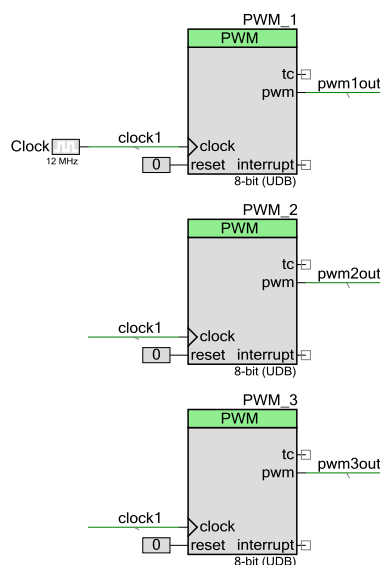 PWM_1
PWM
tc
pwm pwm1out
Clock clock1 clock
12 MHz
0 reset interrupt
8-bit (UDB)
PWM_2
PWM
tc
pwm pwm2out
clock1 clock
0 reset interrupt
8-bit (UDB)
PWM_3
PWM
tc
pwm pwm3out
clock1 clock
0 reset interrupt
8-bit (UDB)